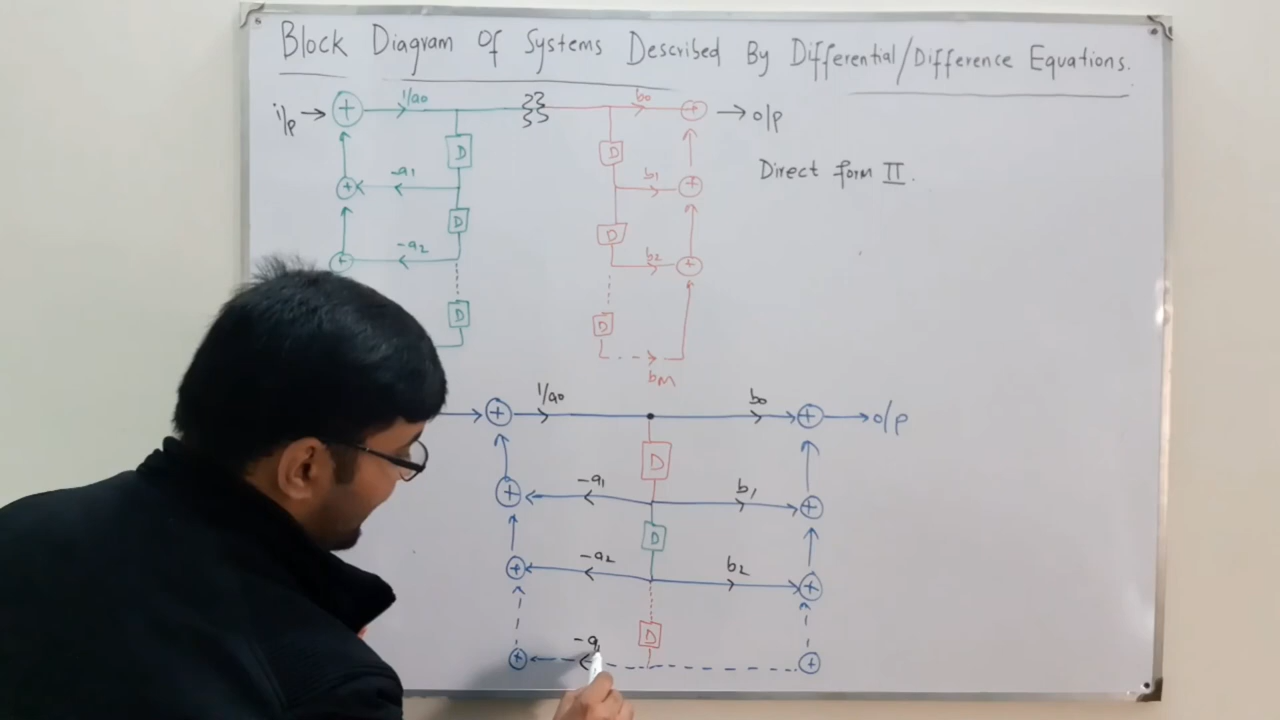 Block Diagram Of Systems Described By Differential/Difference Equations.
i/p 1/a0 b0 o/p
D D
-a1 b1
Direct form II.
D D
-a2 b2
D D
bM
1/a0 b0 o/p
D
-a1 b1
D
-a2 b2
D
-a